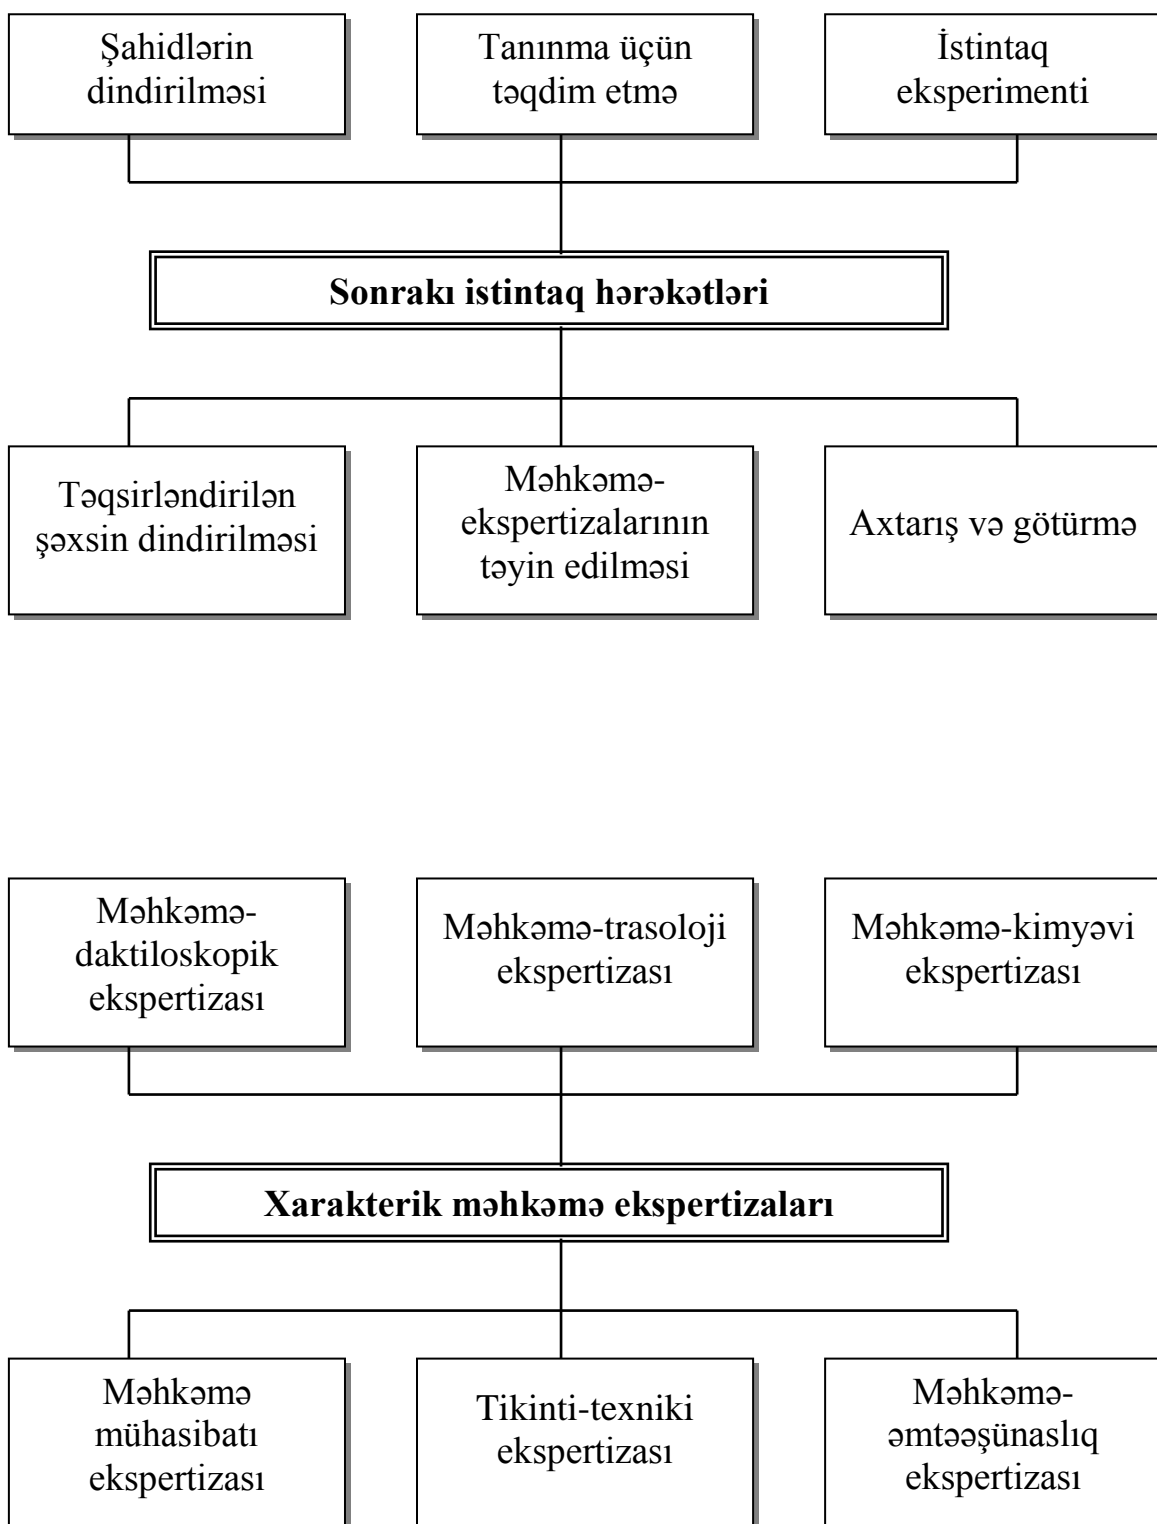 Şahidlərin
dindirilməsi
Tanınma üçün
təqdim etmə
İstintaq
eksperimenti
Sonrakı istintaq hərəkətləri
Təqsirləndirilən
şəxsin dindirilməsi
Məhkəmə-
ekspertizalarının
təyin edilməsi
Axtarış və götürmə
Məhkəmə-
daktiloskopik
ekspertizası
Məhkəmə-trasoloji
ekspertizası
Məhkəmə-kimyəvi
ekspertizası
Xarakterik məhkəmə ekspertizaları
Məhkəmə
mühasibatı
ekspertizası
Tikinti-texniki
ekspertizası
Məhkəmə-
əmtəəşünaslıq
ekspertizası